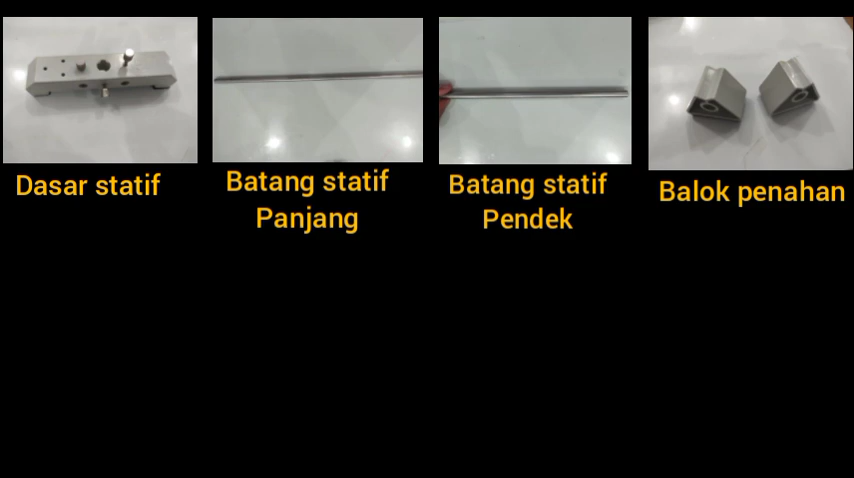 Dasar statif
Batang statif
Panjang
Batang statif
Pendek
Balok penahan